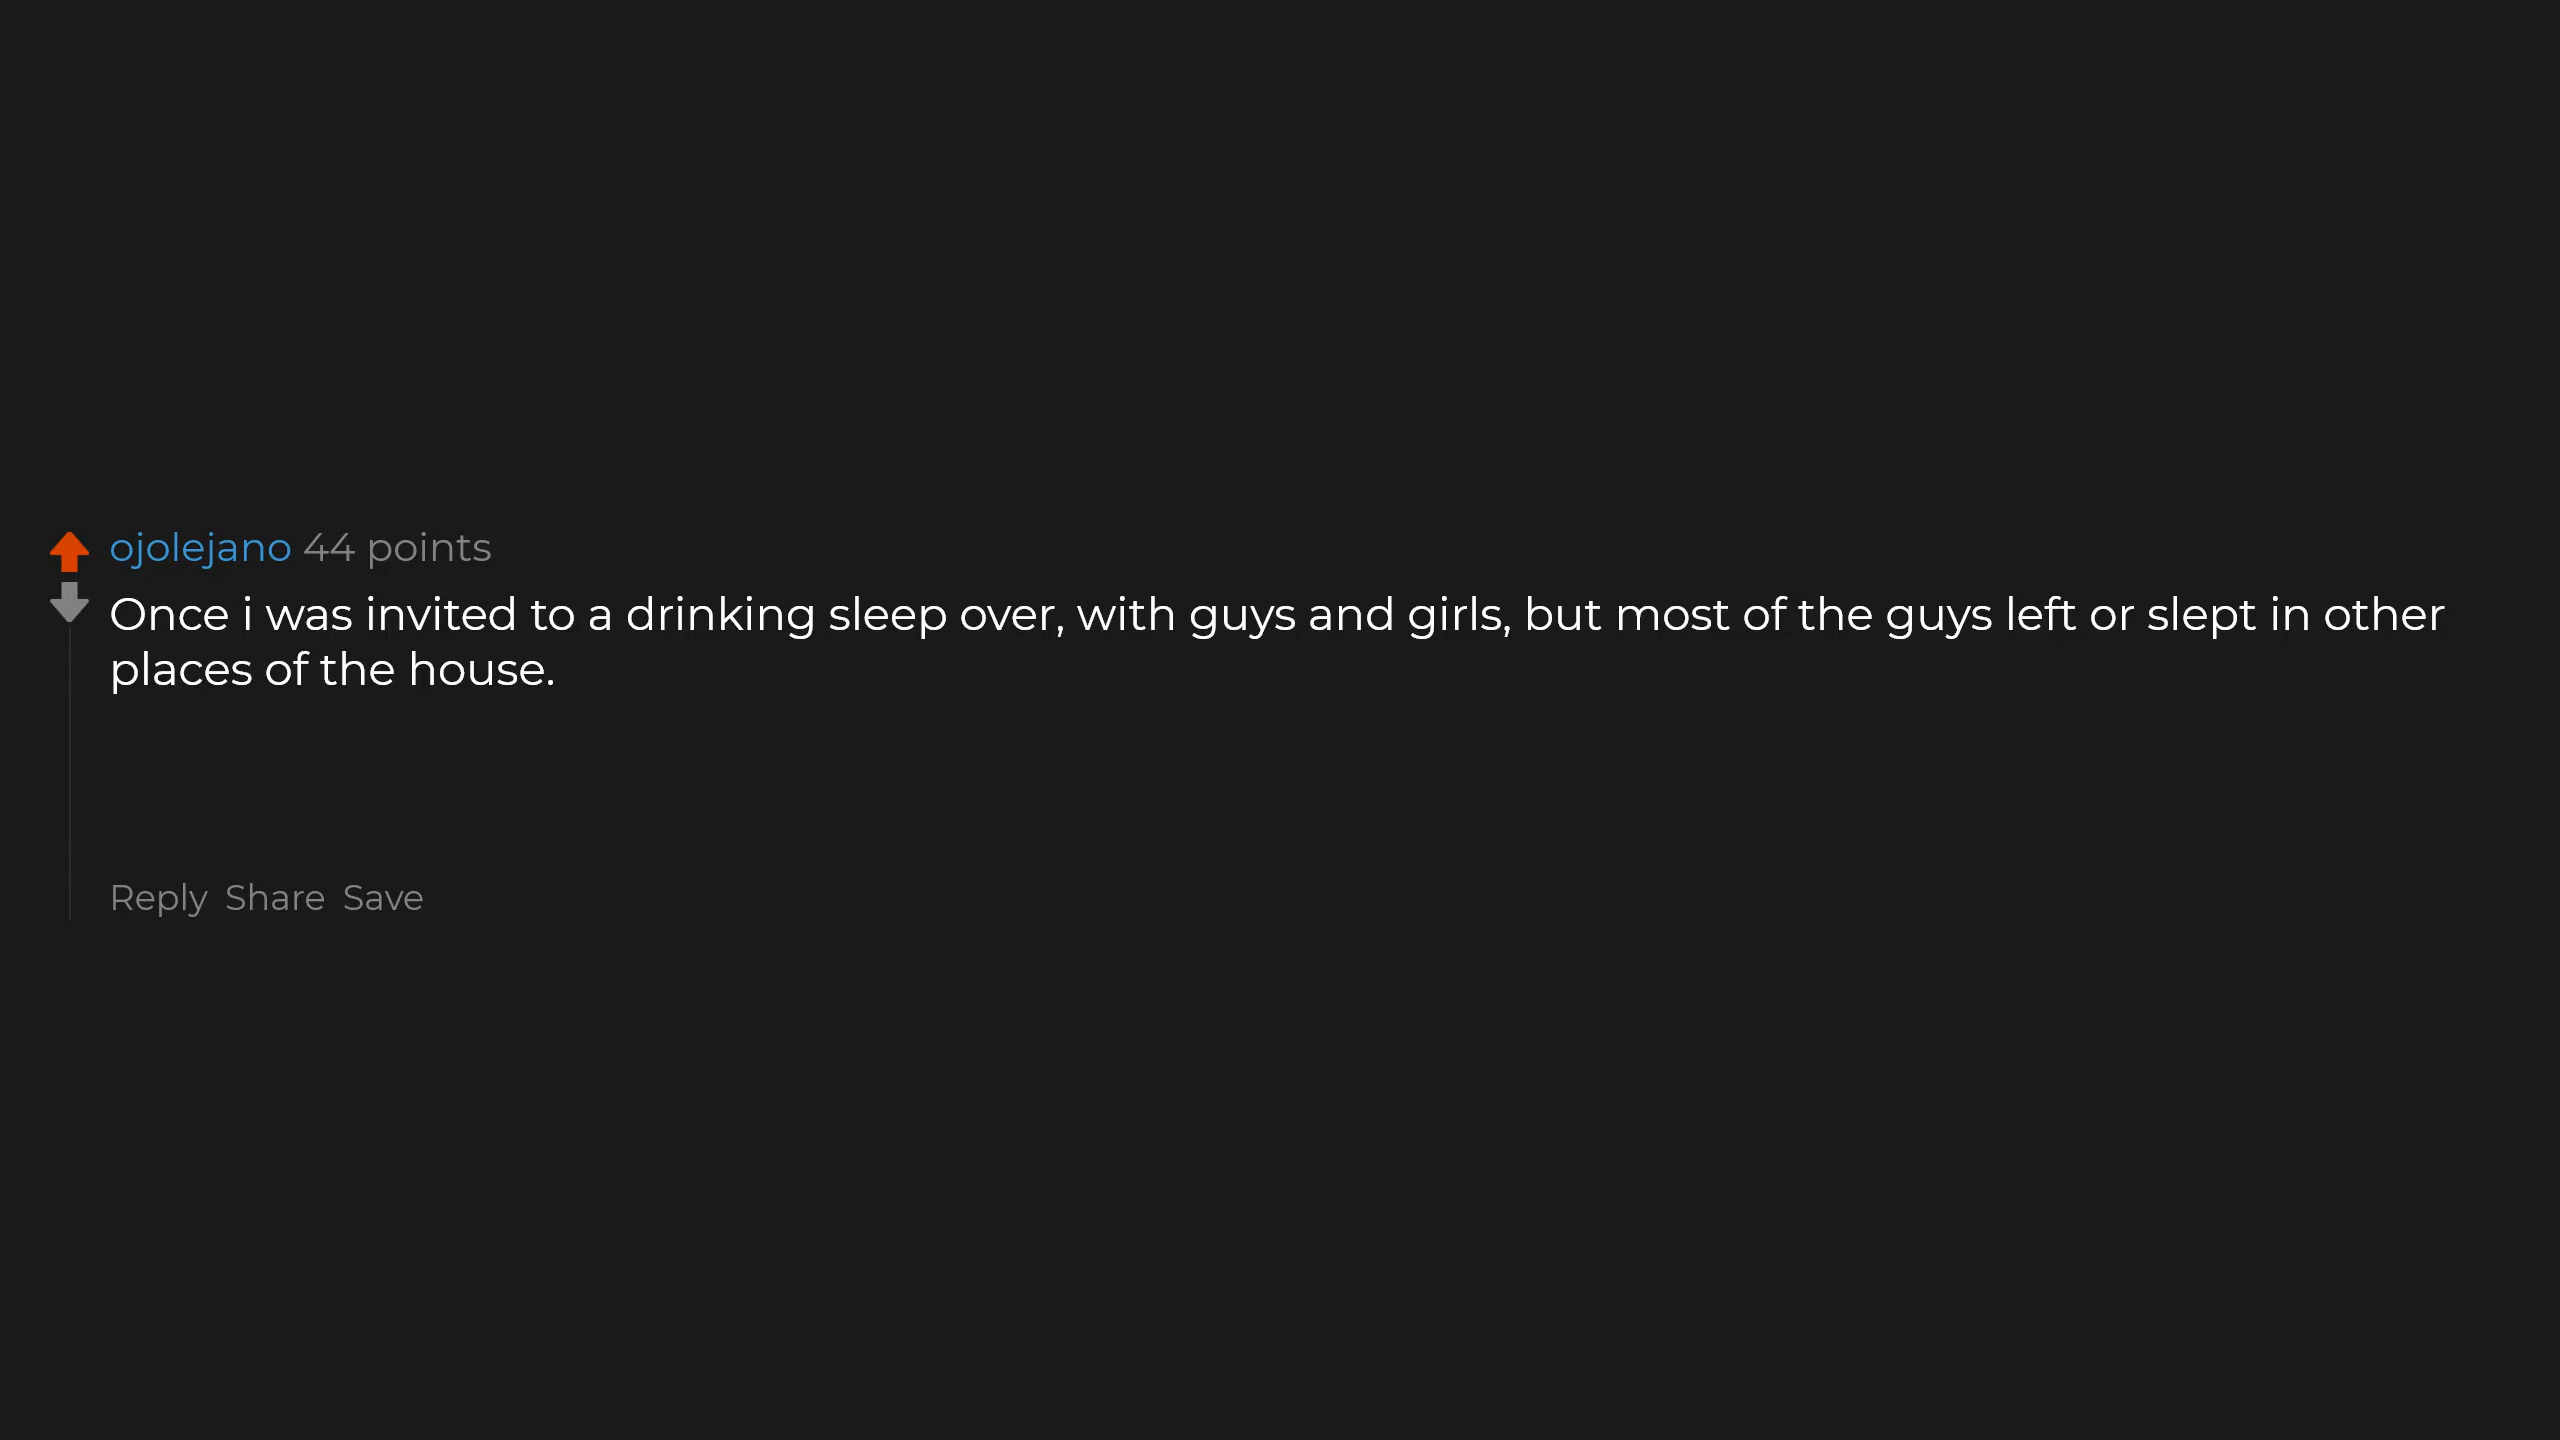 ojolejano 44 points
Once i was invited to a drinking sleep over, with guys and girls, but most of the guys left or slept in other
places of the house.
Reply Share Save